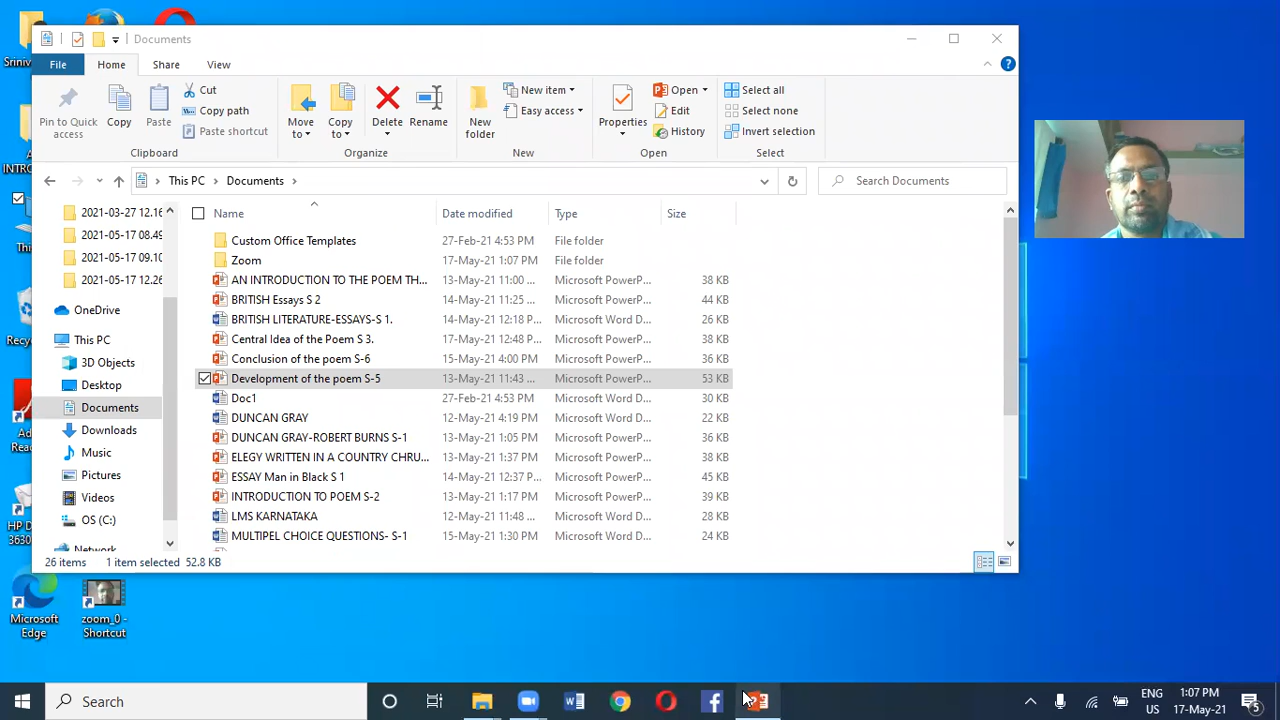 Documents
File Home Share View
Pin to Quick access
Copy
Paste
Cut
Copy path
Paste shortcut
Clipboard
Move to
Copy to
Delete
Rename
Organize
New folder
New item
Easy access
New
Properties
Open
Edit
History
Open
Select all
Select none
Invert selection
Select
This PC Documents
Search Documents
2021-03-27 12.16
2021-05-17 08.49
2021-05-17 09.10
2021-05-17 12.26
OneDrive
This PC
3D Objects
Desktop
Documents
Downloads
Music
Pictures
Videos
OS (C:)
Network
Name Date modified Type Size
Custom Office Templates 27-Feb-21 4:53 PM File folder
Zoom 17-May-21 1:07 PM File folder
AN INTRODUCTION TO THE POEM TH... 13-May-21 11:00 ... Microsoft PowerP... 38 KB
BRITISH Essays S 2 14-May-21 11:25 ... Microsoft PowerP... 44 KB
BRITISH LITERATURE-ESSAYS-S 1. 14-May-21 12:18 P... Microsoft Word D... 26 KB
Central Idea of the Poem S 3. 17-May-21 12:48 P... Microsoft PowerP... 38 KB
Conclusion of the poem S-6 15-May-21 4:00 PM Microsoft PowerP... 36 KB
Development of the poem S-5 13-May-21 11:43 ... Microsoft PowerP... 53 KB
Doc1 27-Feb-21 4:53 PM Microsoft Word D... 30 KB
DUNCAN GRAY 12-May-21 4:19 PM Microsoft Word D... 22 KB
DUNCAN GRAY-ROBERT BURNS S-1 13-May-21 1:05 PM Microsoft PowerP... 36 KB
ELEGY WRITTEN IN A COUNTRY CHRU... 13-May-21 1:37 PM Microsoft PowerP... 38 KB
ESSAY Man in Black S 1 14-May-21 12:37 P... Microsoft PowerP... 45 KB
INTRODUCTION TO POEM S-2 13-May-21 1:17 PM Microsoft PowerP... 39 KB
LMS KARNATAKA 12-May-21 11:48 ... Microsoft Word D... 28 KB
MULTIPEL CHOICE QUESTIONS- S-1 15-May-21 1:30 PM Microsoft Word D... 24 KB
26 items 1 item selected 52.8 KB
Microsoft Edge
zoom_0 - Shortcut
Search
ENG
US
1:07 PM
17-May-21
5